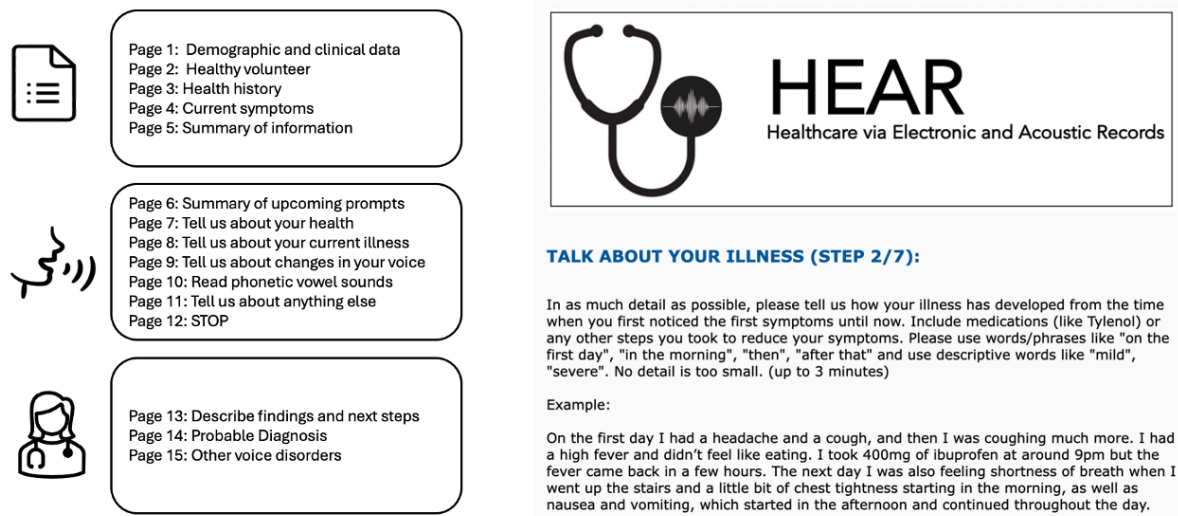 Page 1: Demographic and clinical data
Page 2: Healthy volunteer
Page 3: Health history
Page 4: Current symptoms
Page 5: Summary of information
Page 6: Summary of upcoming prompts
Page 7: Tell us about your health
Page 8: Tell us about your current illness
Page 9: Tell us about changes in your voice
Page 10: Read phonetic vowel sounds
Page 11: Tell us about anything else
Page 12: STOP
Page 13: Describe findings and next steps
Page 14: Probable Diagnosis
Page 15: Other voice disorders
HEAR
Healthcare via Electronic and Acoustic Records
TALK ABOUT YOUR ILLNESS (STEP 2/7):
In as much detail as possible, please tell us how your illness has developed from the time
when you first noticed the first symptoms until now. Include medications (like Tylenol) or
any other steps you took to reduce your symptoms. Please use words/phrases like "on the
first day", "in the morning", "then", "after that" and use descriptive words like "mild",
"severe". No detail is too small. (up to 3 minutes)
Example:
On the first day I had a headache and a cough, and then I was coughing much more. I had
a high fever and didn't feel like eating. I took 400mg of ibuprofen at around 9pm but the
fever came back in a few hours. The next day I was also feeling shortness of breath when I
went up the stairs and a little bit of chest tightness starting in the morning, as well as
nausea and vomiting, which started in the afternoon and continued throughout the day.